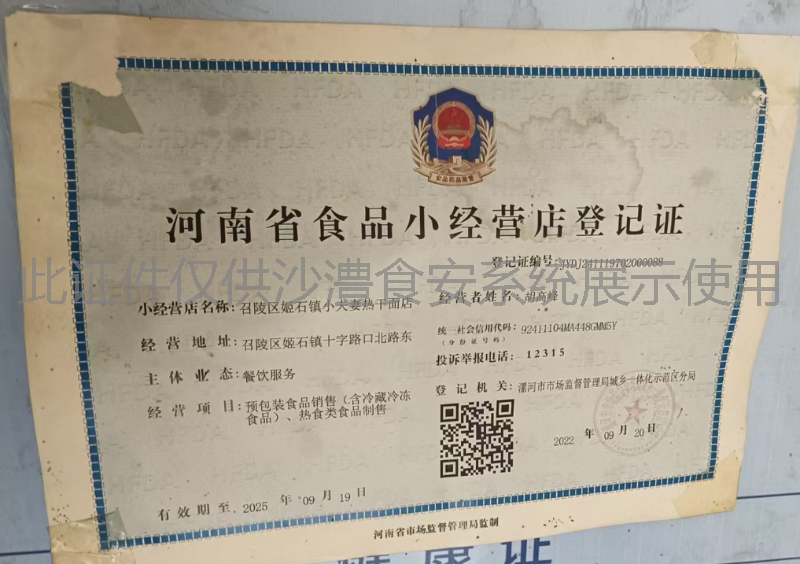 食品药品监督
河南省食品小经营店登记证
登记证编号:JYDJ241119702000088
此证件仅供沙澧食安系统展示使用
小经营店名称:召陵区姬石镇小夫妻热干面店
经营者姓名:胡高峰
经营地址:召陵区姬石镇十字路口北路东
统一社会信用代码:92411104MA448GMM5Y
(身份证号码)
主体业态:餐饮服务
投诉举报电话:12315
经营项目:预包装食品销售(含冷藏冷冻
食品)、热食类食品制售
登记机关:漯河市市场监督管理局城乡一体化示范区分局
2022 年 09 月 20 日
有效期至 2025 年 09 月 19 日
河南省市场监督管理局监制
健康证